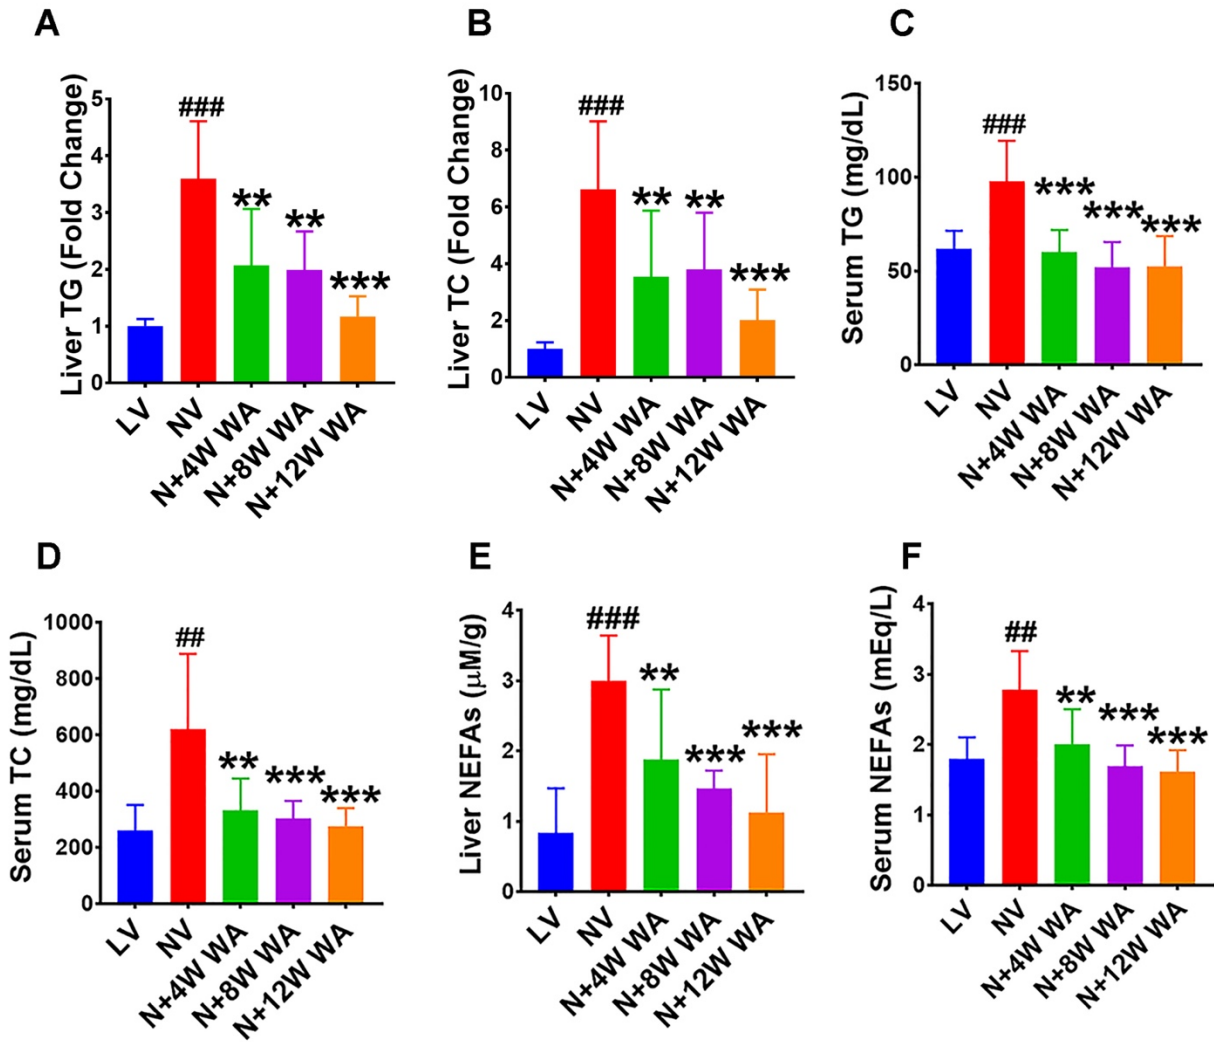 A
Liver TG (Fold Change)
5
4
3
2
1
0
###
**
**
***
LV
NV
N+4W WA
N+8W WA
N+12W WA
B
Liver TC (Fold Change)
10
8
6
4
2
0
###
**
**
***
LV
NV
N+4W WA
N+8W WA
N+12W WA
C
Serum TG (mg/dL)
150
100
50
0
###
***
***
***
LV
NV
N+4W WA
N+8W WA
N+12W WA
D
Serum TC (mg/dL)
1000
800
600
400
200
0
##
**
***
***
LV
NV
N+4W WA
N+8W WA
N+12W WA
E
Liver NEFAs (μM/g)
4
3
2
1
0
###
**
***
***
LV
NV
N+4W WA
N+8W WA
N+12W WA
F
Serum NEFAs (mEq/L)
4
3
2
1
0
##
**
***
***
LV
NV
N+4W WA
N+8W WA
N+12W WA